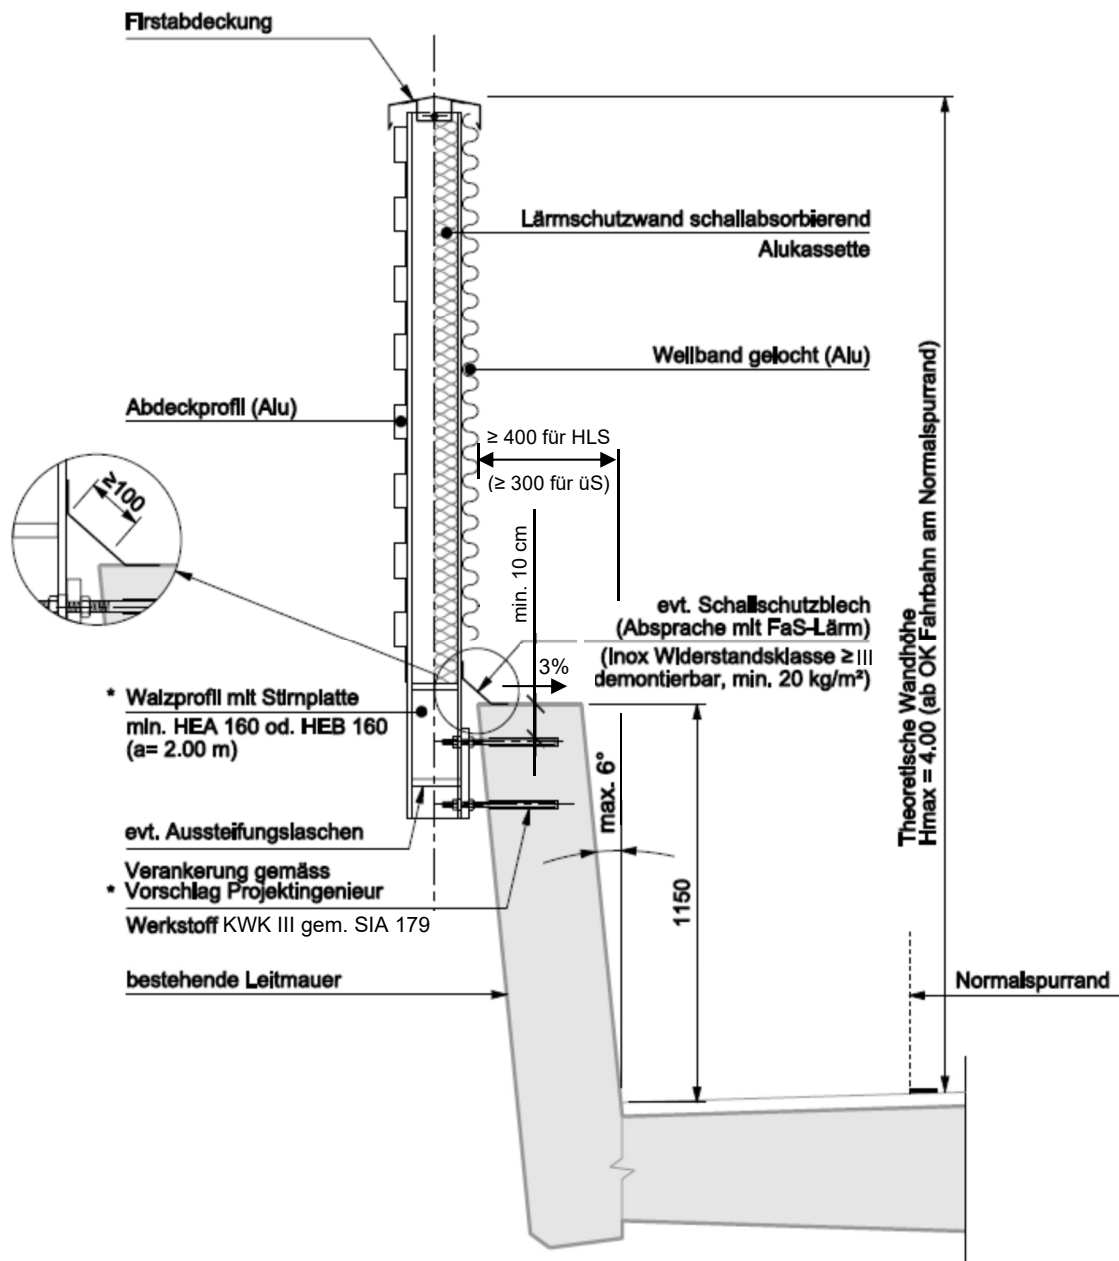 Firstabdeckung
Lärmschutzwand schallabsorbierend
Alukassette
Wellband gelocht (Alu)
Abdeckprofil (Alu)
≥ 400 für HLS
(≥ 300 für üS)
≥100
min. 10 cm
evt. Schallschutzblech
(Absprache mit FaS-Lärm)
(Inox Widerstandsklasse ≥ III
demontierbar, min. 20 kg/m²)
3%
* Walzprofil mit Stirnplatte
min. HEA 160 od. HEB 160
(a= 2.00 m)
Theoretische Wandhöhe
Hmax = 4.00 (ab OK Fahrbahn am Normalspurrand)
max. 6°
evt. Aussteifungslaschen
Verankerung gemäss
* Vorschlag Projektingenieur
Werkstoff KWK III gem. SIA 179
1150
bestehende Leitmauer
Normalspurrand